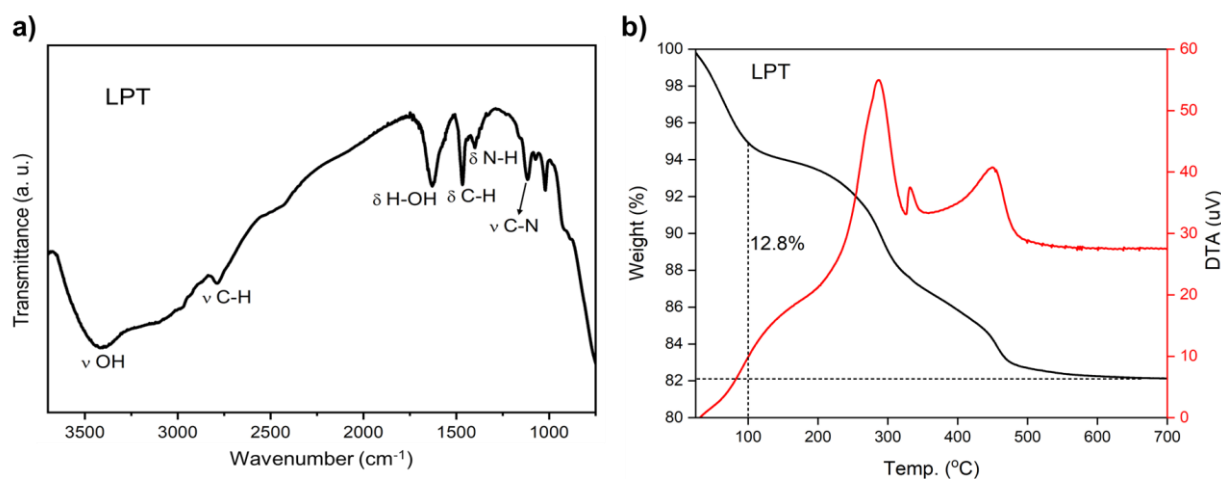 a)
LPT
Transmittance (a. u.)
ν OH
ν C-H
δ H-OH
δ C-H
δ N-H
ν C-N
3500 3000 2500 2000 1500 1000
Wavenumber (cm⁻¹)
b)
LPT
Weight (%)
100
98
96
94
92
90
88
86
84
82
80
12.8%
60
50
40
30
20
10
0
DTA (uV)
100 200 300 400 500 600 700
Temp. (°C)